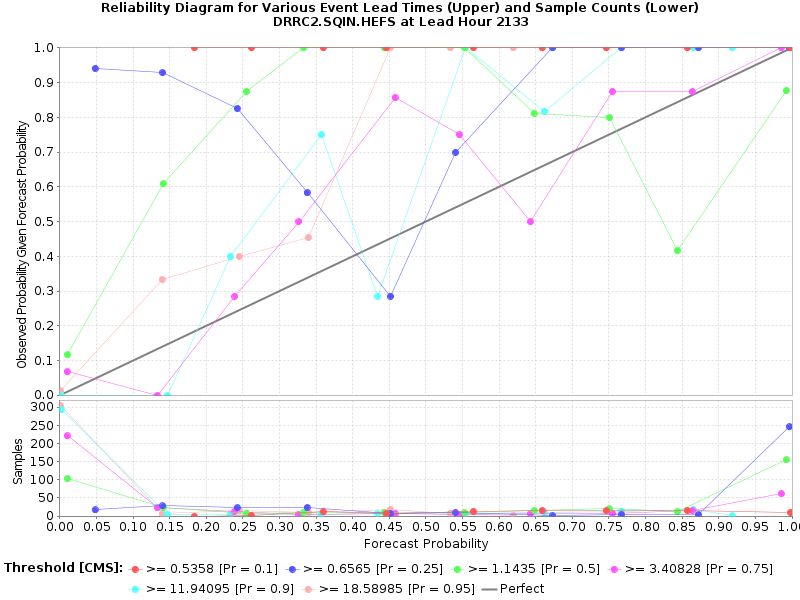 Reliability Diagram for Various Event Lead Times (Upper) and Sample Counts (Lower)
DRRC2.SQIN.HEFS at Lead Hour 2133
Observed Probability Given Forecast Probability
1.0
0.9
0.8
0.7
0.6
0.5
0.4
0.3
0.2
0.1
0.0
Samples
300
250
200
150
100
50
0
0.00 0.05 0.10 0.15 0.20 0.25 0.30 0.35 0.40 0.45 0.50 0.55 0.60 0.65 0.70 0.75 0.80 0.85 0.90 0.95 1.0
Forecast Probability
Threshold [CMS]: >= 0.5358 [Pr = 0.1] >= 0.6565 [Pr = 0.25] >= 1.1435 [Pr = 0.5] >= 3.40828 [Pr = 0.75]
>= 11.94095 [Pr = 0.9] >= 18.58985 [Pr = 0.95] Perfect